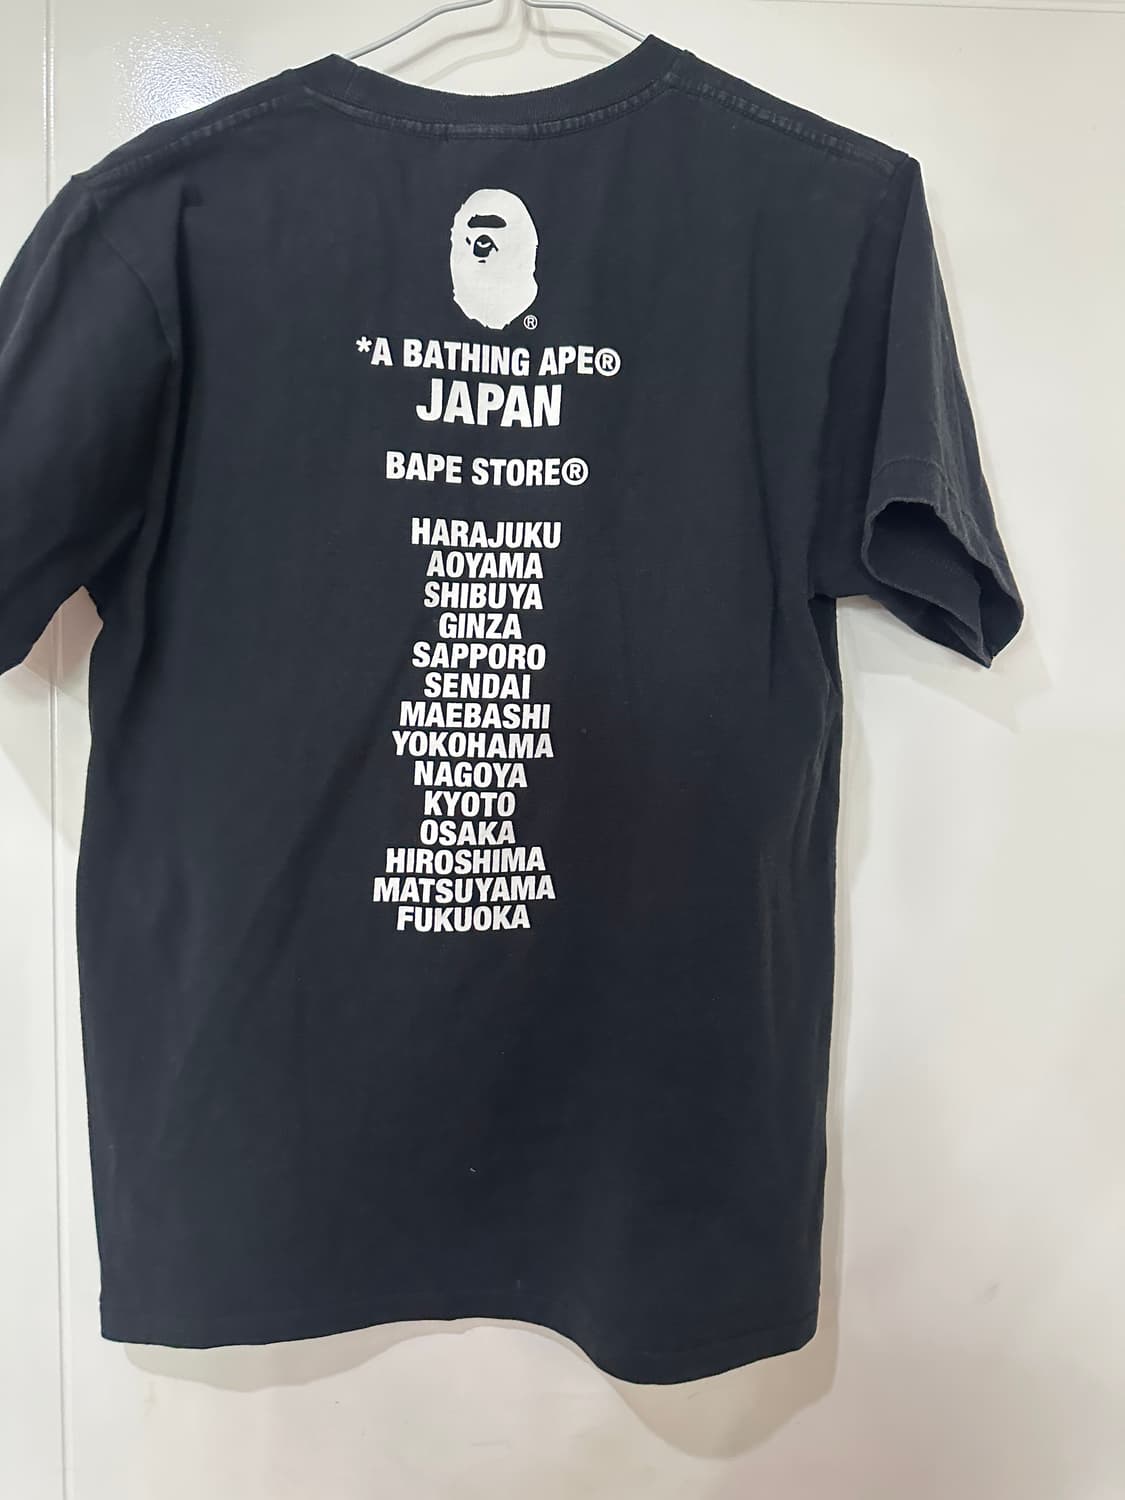 ®
*A BATHING APE®
JAPAN
BAPE STORE®
HARAJUKU
AOYAMA
SHIBUYA
GINZA
SAPPORO
SENDAI
MAEBASHI
YOKOHAMA
NAGOYA
KYOTO
OSAKA
HIROSHIMA
MATSUYAMA
FUKUOKA